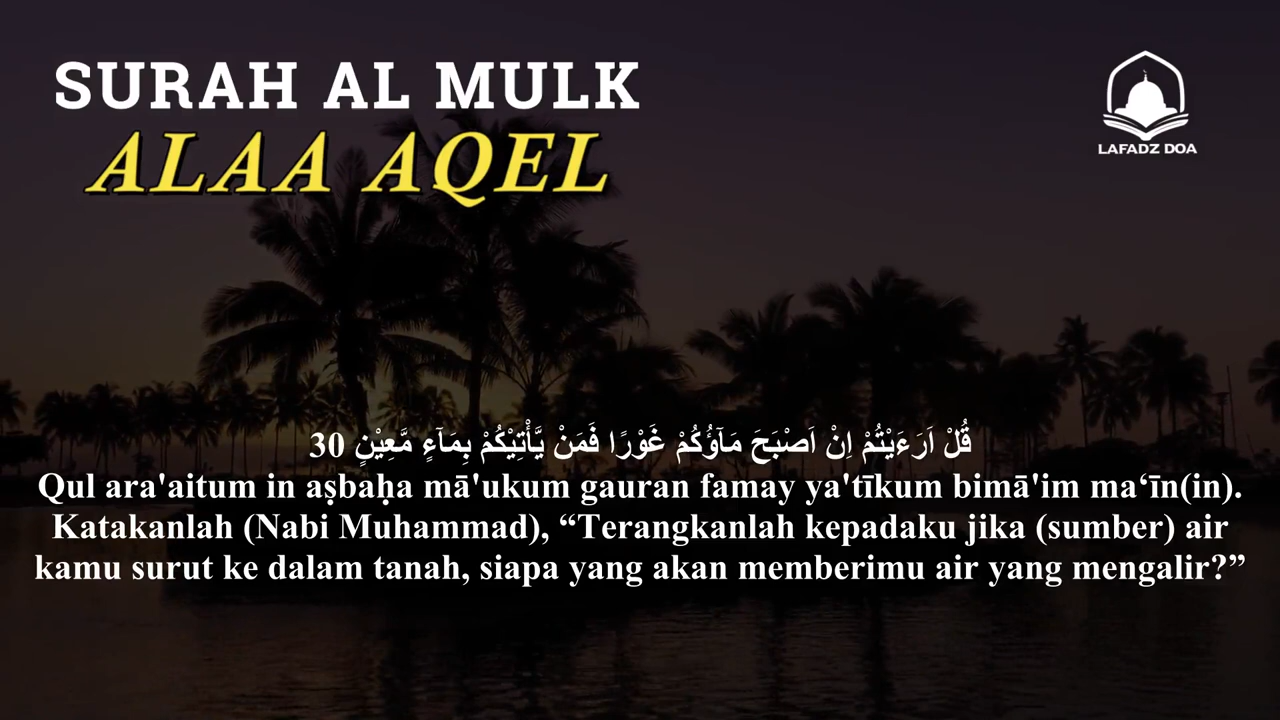 SURAH AL MULK
ALAA AQEL
LAFADZ DOA
قُلْ اَرَءَيْتُمْ اِنْ اَصْبَحَ مَاۤؤُكُمْ غَوْرًا فَمَنْ يَّأْتِيْكُمْ بِمَاۤءٍ مَّعِيْنٍ 30
Qul ara'aitum in aṣbaḥa mā'ukum gauran famay ya'tīkum bimā'im ma‘īn(in).
Katakanlah (Nabi Muhammad), “Terangkanlah kepadaku jika (sumber) air
kamu surut ke dalam tanah, siapa yang akan memberimu air yang mengalir?”